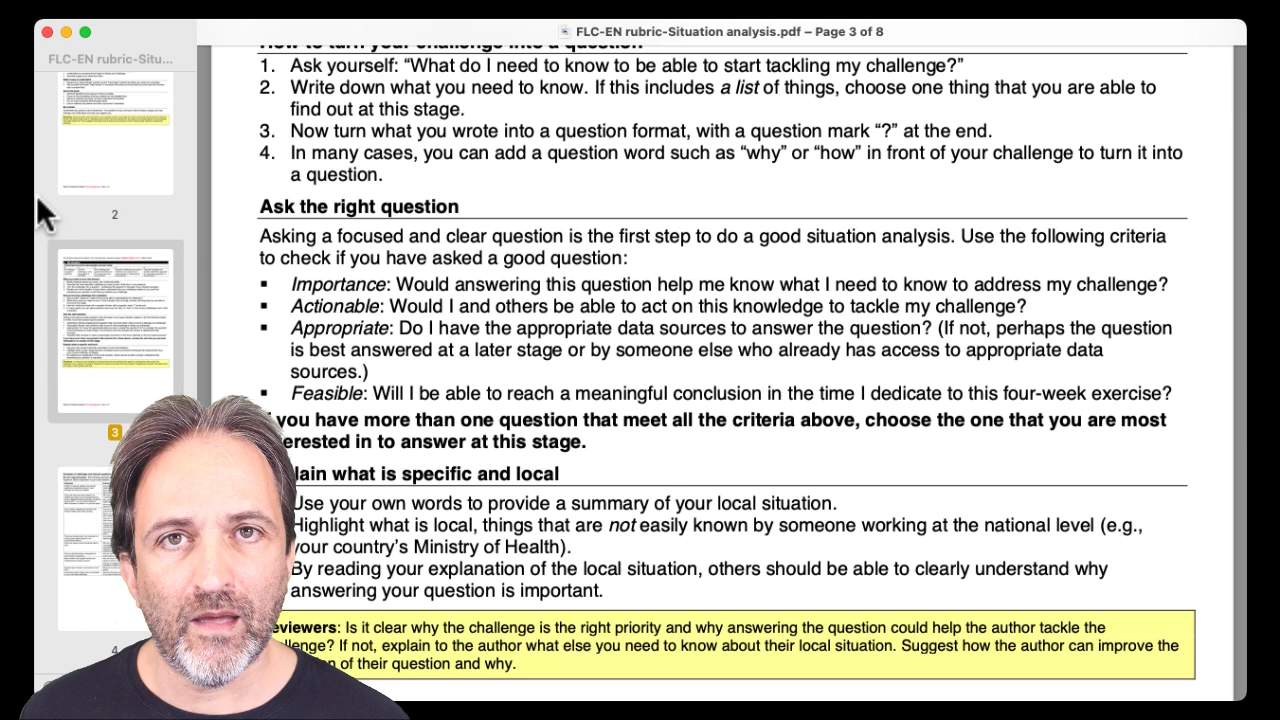 FLC-EN rubric-Situation analysis.pdf – Page 3 of 8
FLC-EN rubric-Situ...
2
3
4
How to turn your challenge into a question
1. Ask yourself: “What do I need to know to be able to start tackling my challenge?”
2. Write down what you need to know. If this includes a list of things, choose one thing that you are able to
find out at this stage.
3. Now turn what you wrote into a question format, with a question mark “?” at the end.
4. In many cases, you can add a question word such as “why” or “how” in front of your challenge to turn it into
a question.
Ask the right question
Asking a focused and clear question is the first step to do a good situation analysis. Use the following criteria
to check if you have asked a good question:
▪ Importance: Would answering this question help me know what I need to know to address my challenge?
▪ Action: Would I and others be able to act on this knowledge to tackle my challenge?
▪ Appropriate: Do I have the appropriate data sources to answer the question? (If not, perhaps the question
is best answered at a later stage or by someone else who already has access to appropriate data
sources.)
▪ Feasible: Will I be able to reach a meaningful conclusion in the time I dedicate to this four-week exercise?
you have more than one question that meet all the criteria above, choose the one that you are most
erested in to answer at this stage.
lain what is specific and local
Use your own words to provide a summary of your local situation.
Highlight what is local, things that are not easily known by someone working at the national level (e.g.,
your country’s Ministry of Health).
By reading your explanation of the local situation, others should be able to clearly understand why
answering your question is important.
eviewers: Is it clear why the challenge is the right priority and why answering the question could help the author tackle the
lenge? If not, explain to the author what else you need to know about their local situation. Suggest how the author can improve the
of their question and why.